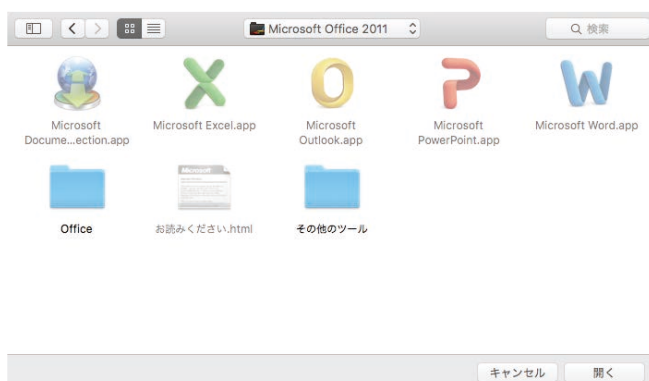 Microsoft Office 2011
検索
Microsoft
Docume...ection.app
Microsoft Excel.app
Microsoft
Outlook.app
Microsoft
PowerPoint.app
Microsoft Word.app
Office
お読みください.html
その他のツール
キャンセル
開く